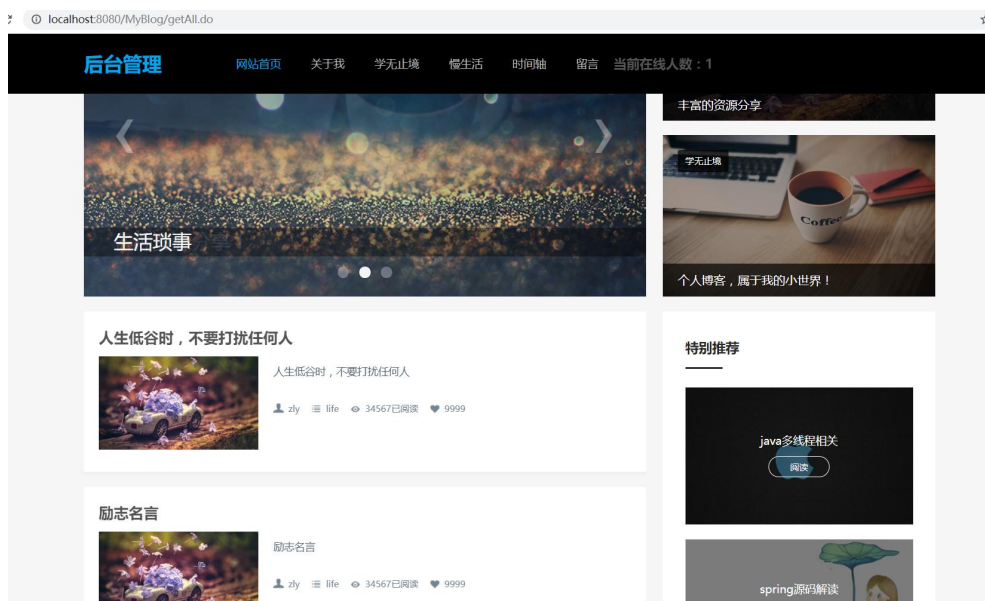 localhost:8080/MyBlog/getAll.do
后台管理 网站首页 关于我 学无止境 慢生活 时间轴 留言 当前在线人数：1
生活琐事
丰富的资源分享
学无止境
Coffee
个人博客，属于我的小世界！
人生低谷时，不要打扰任何人
人生低谷时，不要打扰任何人
zly life 34567已阅读 9999
励志名言
励志名言
zly life 34567已阅读 9999
特别推荐
java多线程相关
阅读
spring源码解读